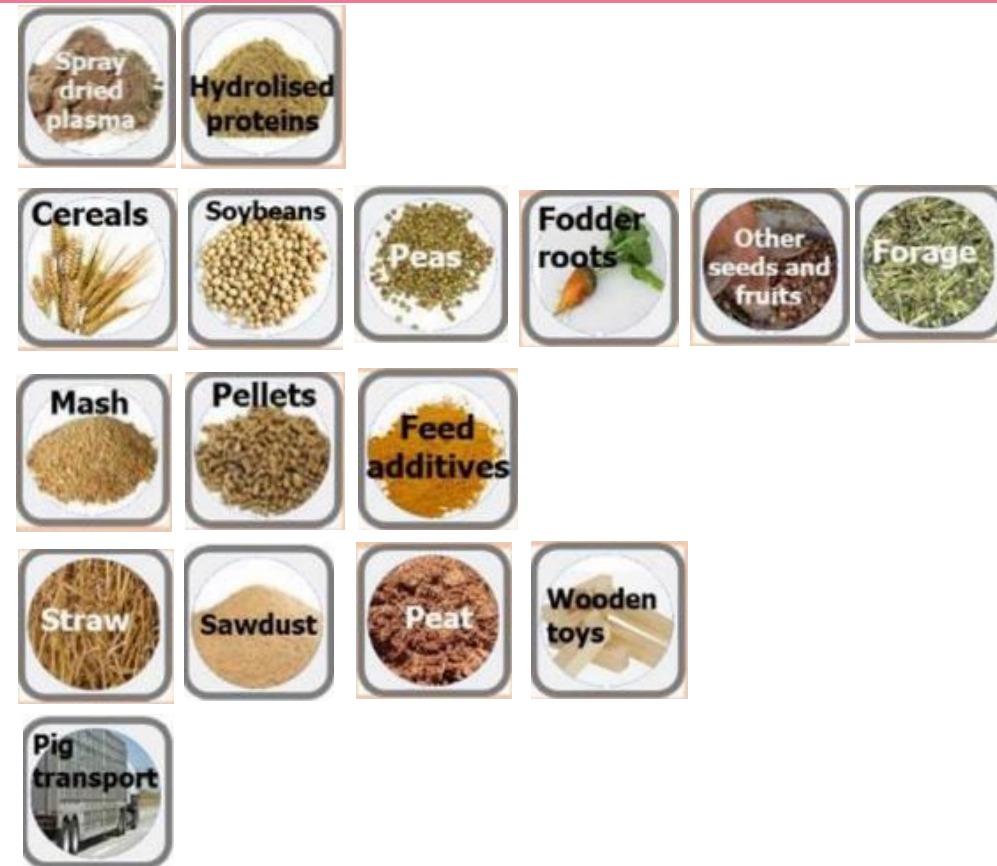 Spray
dried
plasma
Hydrolised
proteins
Cereals
Soybeans
Peas
Fodder
roots
Other
seeds and
fruits
Forage
Mash
Pellets
Feed
additives
Straw
Sawdust
Peat
Wooden
toys
Pig
transport